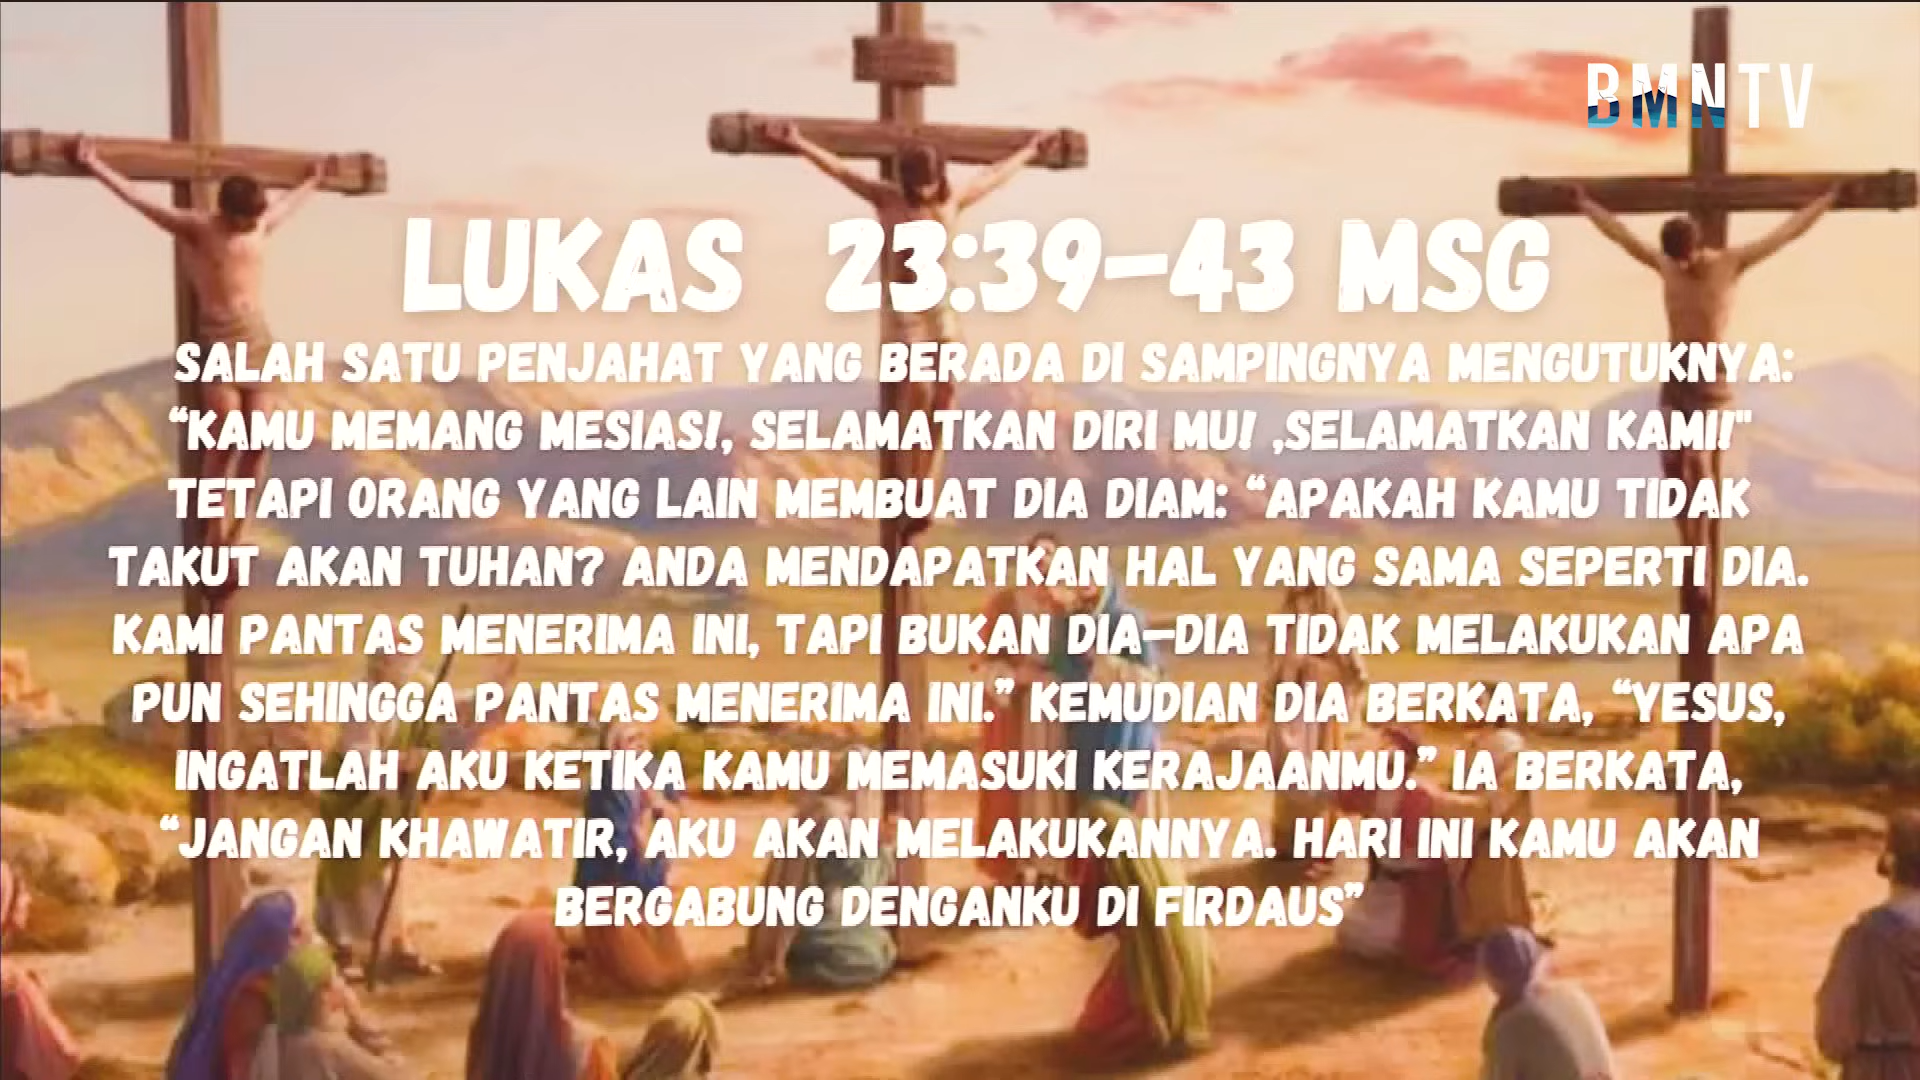 BMNTV
LUKAS 23:39-43 MSG
SALAH SATU PENJAHAT YANG BERADA DI SAMPINGNYA MENGUTUKNYA:
“KAMU MEMANG MESIAS!, SELAMATKAN DIRI MU! ,SELAMATKAN KAMI!"
TETAPI ORANG YANG LAIN MEMBUAT DIA DIAM: “APAKAH KAMU TIDAK
TAKUT AKAN TUHAN? ANDA MENDAPATKAN HAL YANG SAMA SEPERTI DIA.
KAMI PANTAS MENERIMA INI, TAPI BUKAN DIA—DIA TIDAK MELAKUKAN APA
PUN SEHINGGA PANTAS MENERIMA INI.” KEMUDIAN DIA BERKATA, “YESUS,
INGATLAH AKU KETIKA KAMU MEMASUKI KERAJAANMU.” IA BERKATA,
“JANGAN KHAWATIR, AKU AKAN MELAKUKANNYA. HARI INI KAMU AKAN
BERGABUNG DENGANKU DI FIRDAUS”